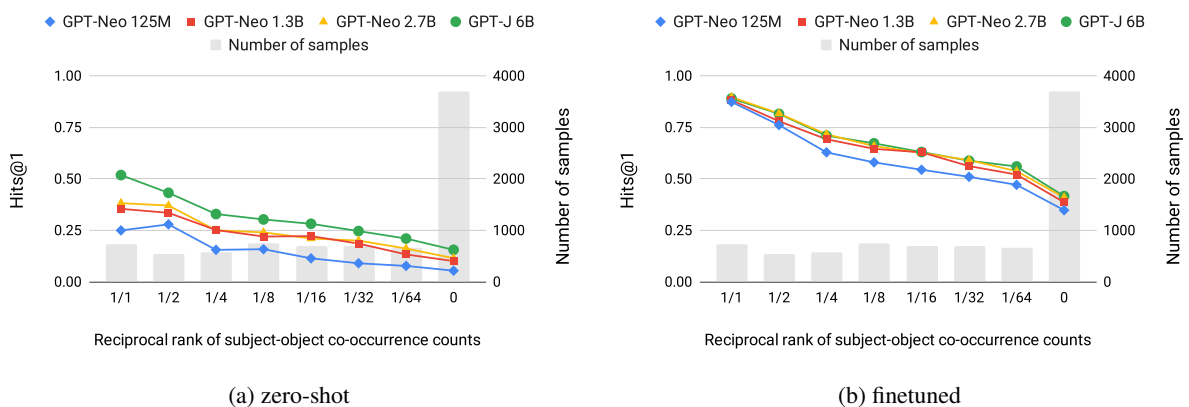 GPT-Neo 125M GPT-Neo 1.3B GPT-Neo 2.7B GPT-J 6B
Number of samples
1.00 4000
0.75 3000
0.50 2000
0.25 1000
0.00 0
Hits@1
Number of samples
1/1 1/2 1/4 1/8 1/16 1/32 1/64 0
Reciprocal rank of subject-object co-occurrence counts
(a) zero-shot
GPT-Neo 125M GPT-Neo 1.3B GPT-Neo 2.7B GPT-J 6B
Number of samples
1.00 4000
0.75 3000
0.50 2000
0.25 1000
0.00 0
Hits@1
Number of samples
1/1 1/2 1/4 1/8 1/16 1/32 1/64 0
Reciprocal rank of subject-object co-occurrence counts
(b) finetuned